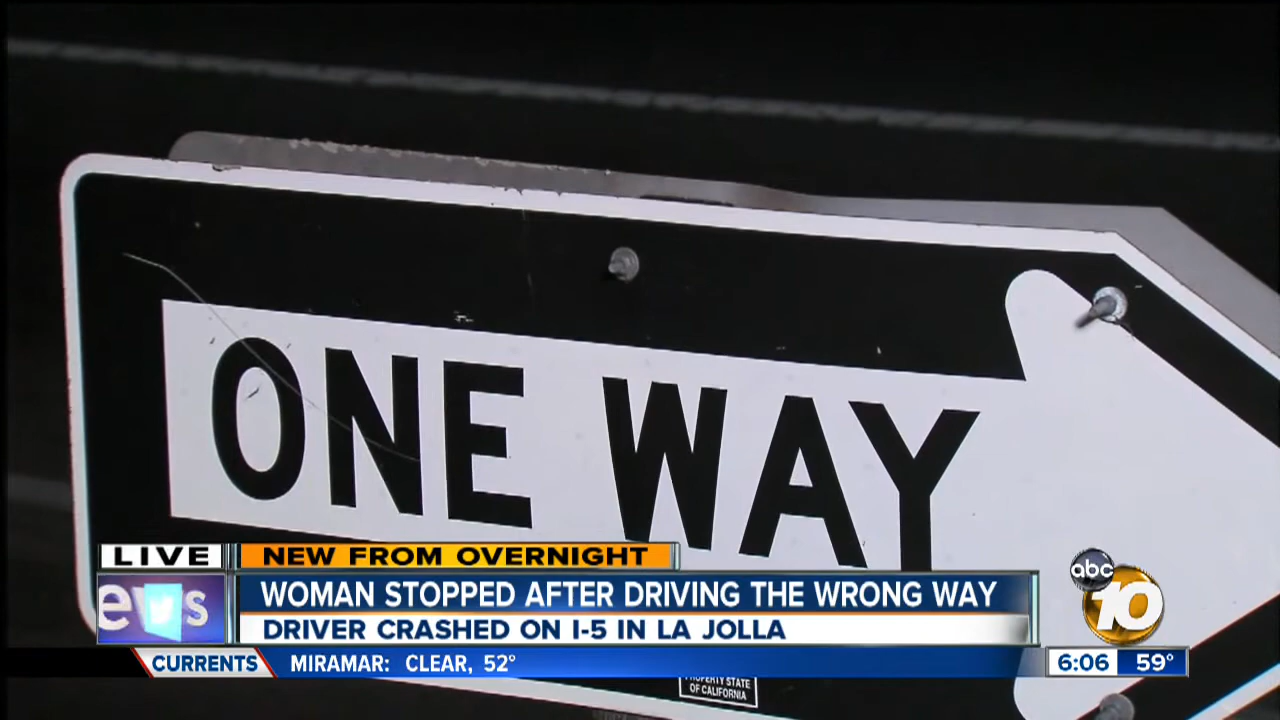 ONE WAY
LIVE
NEW FROM OVERNIGHT
WOMAN STOPPED AFTER DRIVING THE WRONG WAY
DRIVER CRASHED ON I-5 IN LA JOLLA
abc
10
CURRENTS
MIRAMAR: CLEAR, 52°
6:06
59°
PROPERTY STATE
OF CALIFORNIA